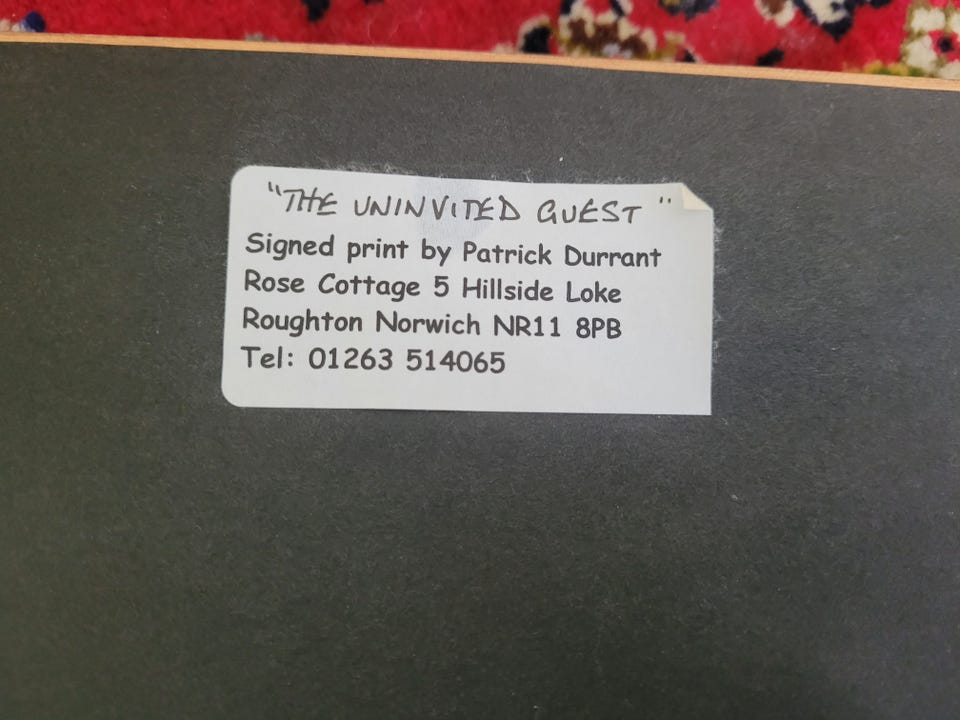 "THE UNINVITED GUEST"
Signed print by Patrick Durrant
Rose Cottage 5 Hillside Loke
Roughton Norwich NR11 8PB
Tel: 01263 514065